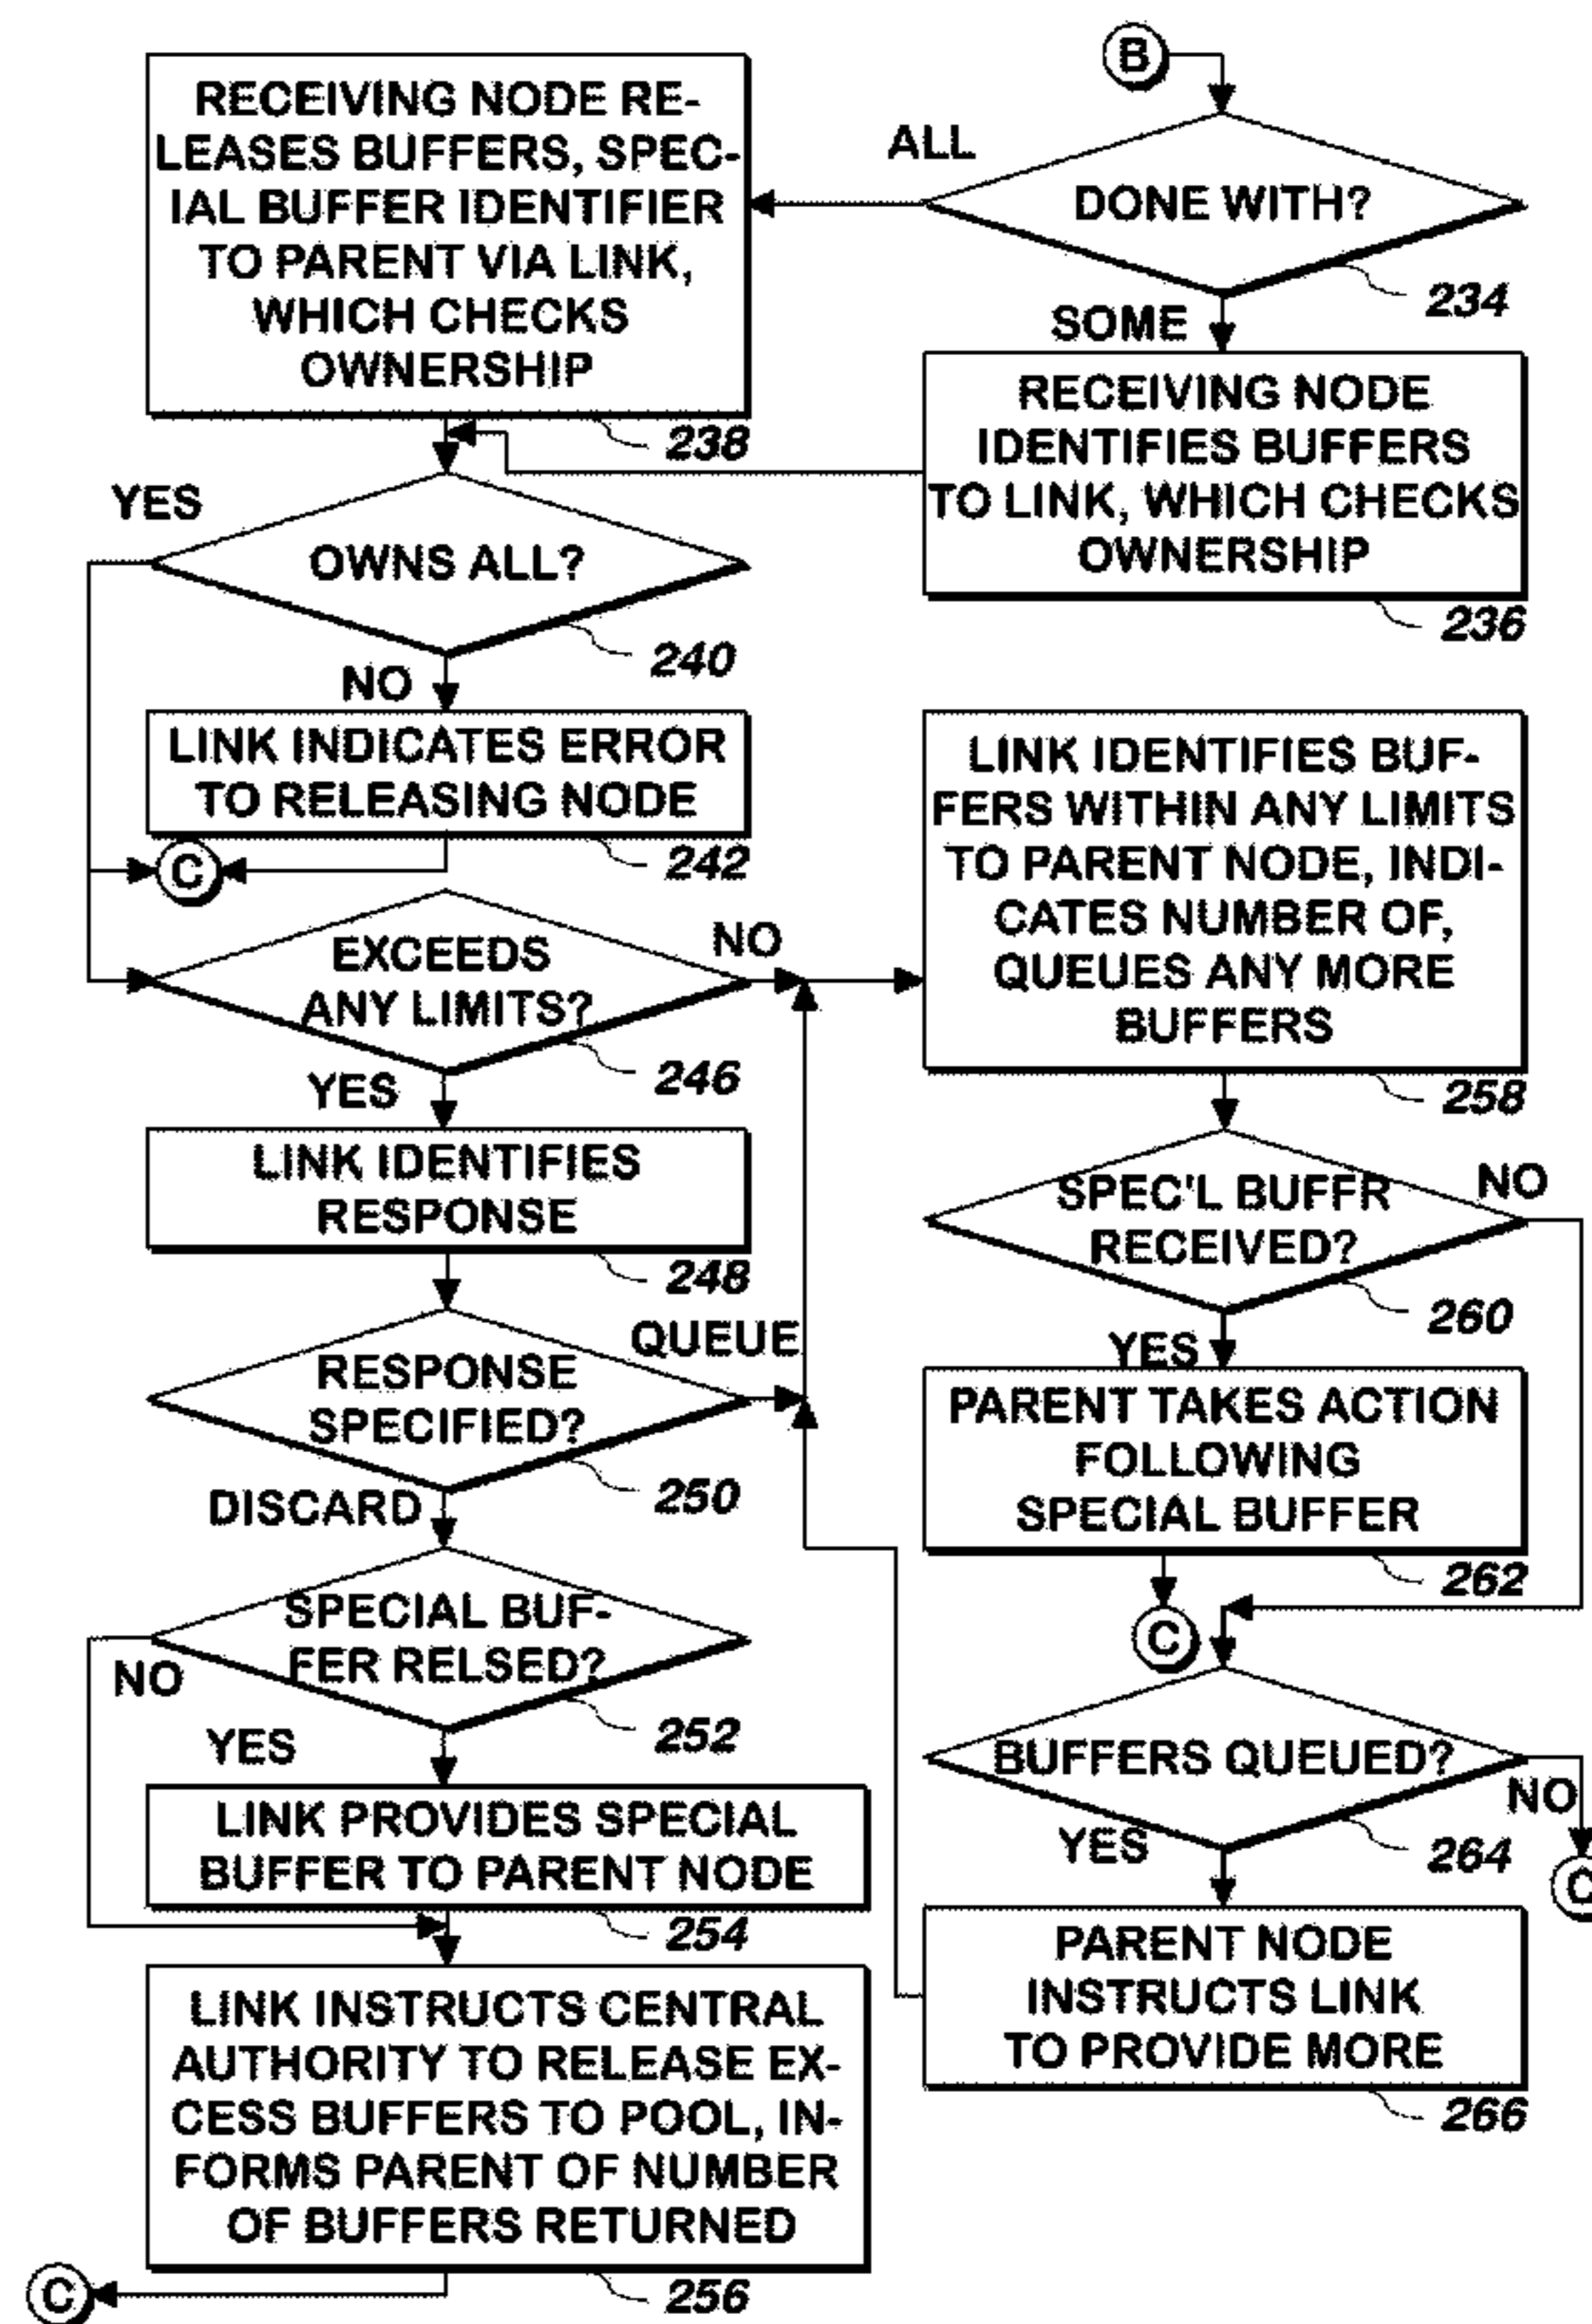 B
RECEIVING NODE RE-
LEASES BUFFERS, SPEC-
IAL BUFFER IDENTIFIER
TO PARENT VIA LINK,
WHICH CHECKS
OWNERSHIP
238
ALL
DONE WITH?
234
SOME
RECEIVING NODE
IDENTIFIES BUFFERS
TO LINK, WHICH CHECKS
OWNERSHIP
236
YES
OWNS ALL?
240
NO
LINK INDICATES ERROR
TO RELEASING NODE
242
C
EXCEEDS
ANY LIMITS?
246
NO
YES
LINK IDENTIFIES
RESPONSE
248
RESPONSE
SPECIFIED?
250
QUEUE
DISCARD
SPECIAL BUF-
FER RELSED?
252
NO
YES
LINK PROVIDES SPECIAL
BUFFER TO PARENT NODE
254
LINK INSTRUCTS CENTRAL
AUTHORITY TO RELEASE EX-
CESS BUFFERS TO POOL, IN-
FORMS PARENT OF NUMBER
OF BUFFERS RETURNED
256
C
LINK IDENTIFIES BUF-
FERS WITHIN ANY LIMITS
TO PARENT NODE, INDI-
CATES NUMBER OF,
QUEUES ANY MORE
BUFFERS
258
SPEC'L BUFFR
RECEIVED?
260
NO
YES
PARENT TAKES ACTION
FOLLOWING
SPECIAL BUFFER
262
C
BUFFERS QUEUED?
264
NO
C
YES
PARENT NODE
INSTRUCTS LINK
TO PROVIDE MORE
266